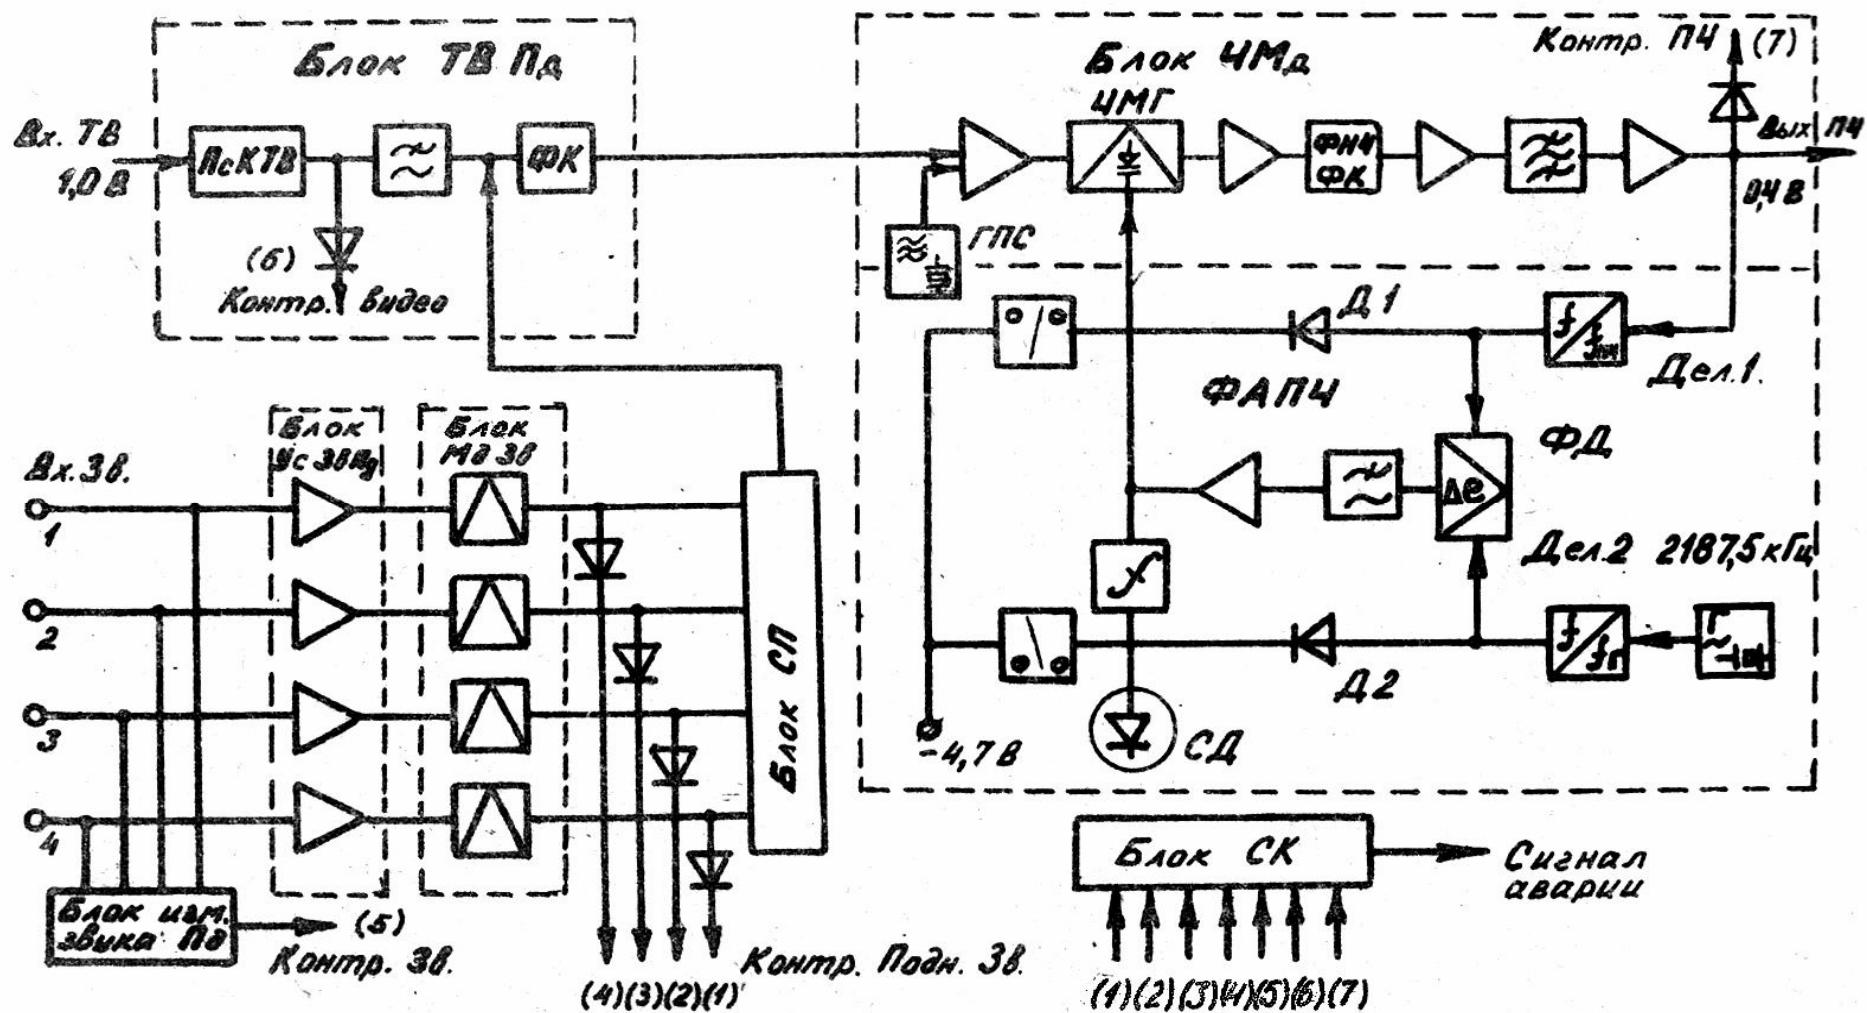 Блок ТВ Пд
Вх. ТВ
1,0 В
ПсКТВ
ФК
(6)
Контр. видео
Блок ЧМд
ЧМГ
Контр. ПЧ (7)
Вых ПЧ
0,4 В
ФНЧ
ФК
ГПС
Д1
f
fпч
Дел.1.
ФАПЧ
ФД
Δe
Дел.2 2187,5 кГц
f
fг
Г
Д2
-4,7 В
СД
Вх. Зв.
1
2
3
4
Блок
Ус ЗвПд
Блок
Мд Зв
Блок СП
Блок изм.
звука Пд
(5)
Контр. Зв.
(4)(3)(2)(1)
Контр. Подн. Зв.
Блок СК
Сигнал
аварии
(1)(2)(3)(4)(5)(6)(7)